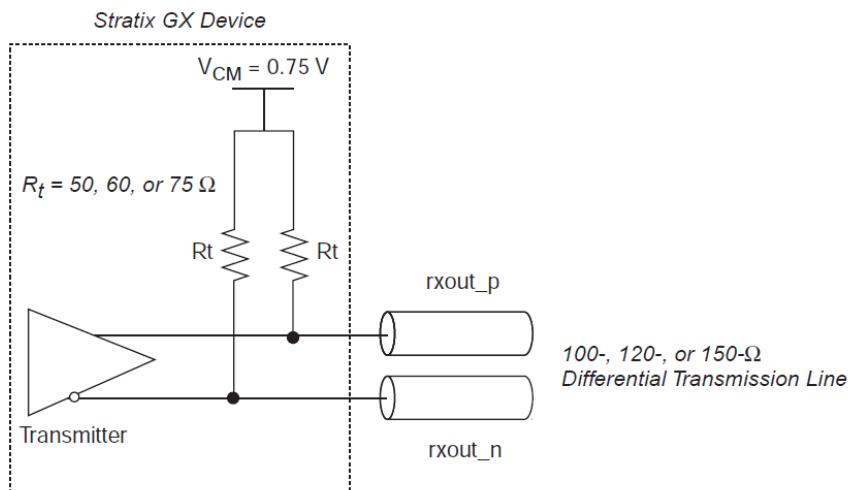 Stratix GX Device
VCM = 0.75 V
Rt = 50, 60, or 75 Ω
Rt
Rt
rxout_p
100-, 120-, or 150-Ω
Differential Transmission Line
Transmitter
rxout_n